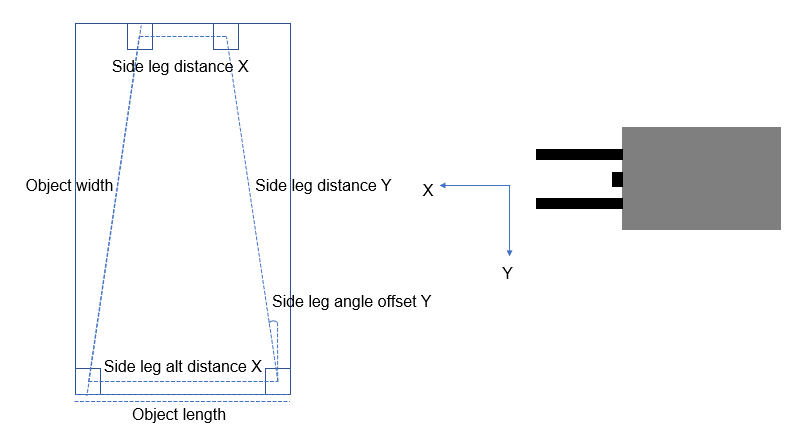 Side leg distance X
Object width
Side leg distance Y
X
Y
Side leg angle offset Y
Side leg alt distance X
Object length